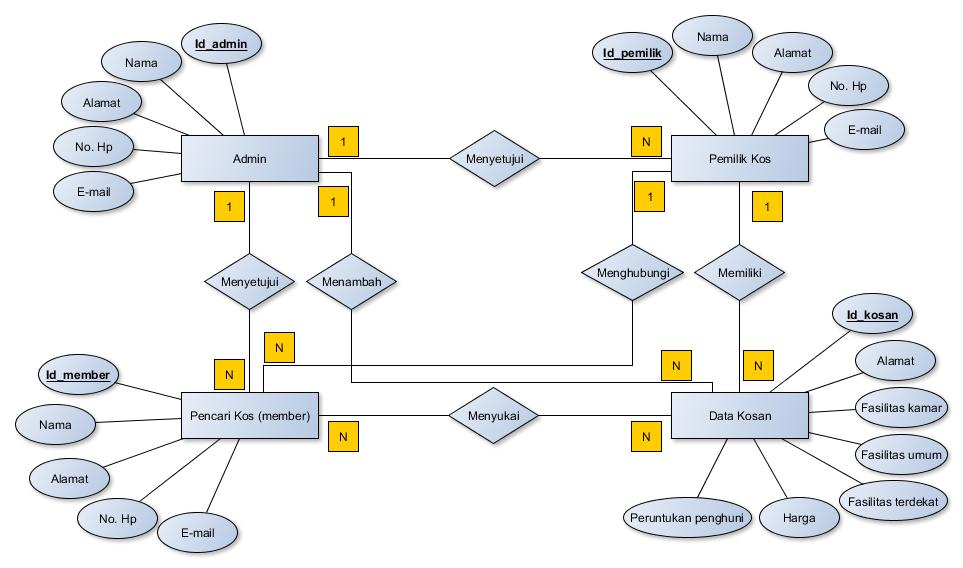 Id_admin
Nama
Alamat
No. Hp
E-mail
Admin
1
Menyetujui
N
Id_pemilik
Nama
Alamat
No. Hp
E-mail
Pemilik Kos
1
1
1
1
Menyetujui
Menambah
Menghubungi
Memiliki
N
N
N
N
Id_member
Nama
Alamat
No. Hp
E-mail
Pencari Kos (member)
N
Menyukai
N
Data Kosan
Id_kosan
Alamat
Fasilitas kamar
Fasilitas umum
Fasilitas terdekat
Harga
Peruntukan penghuni